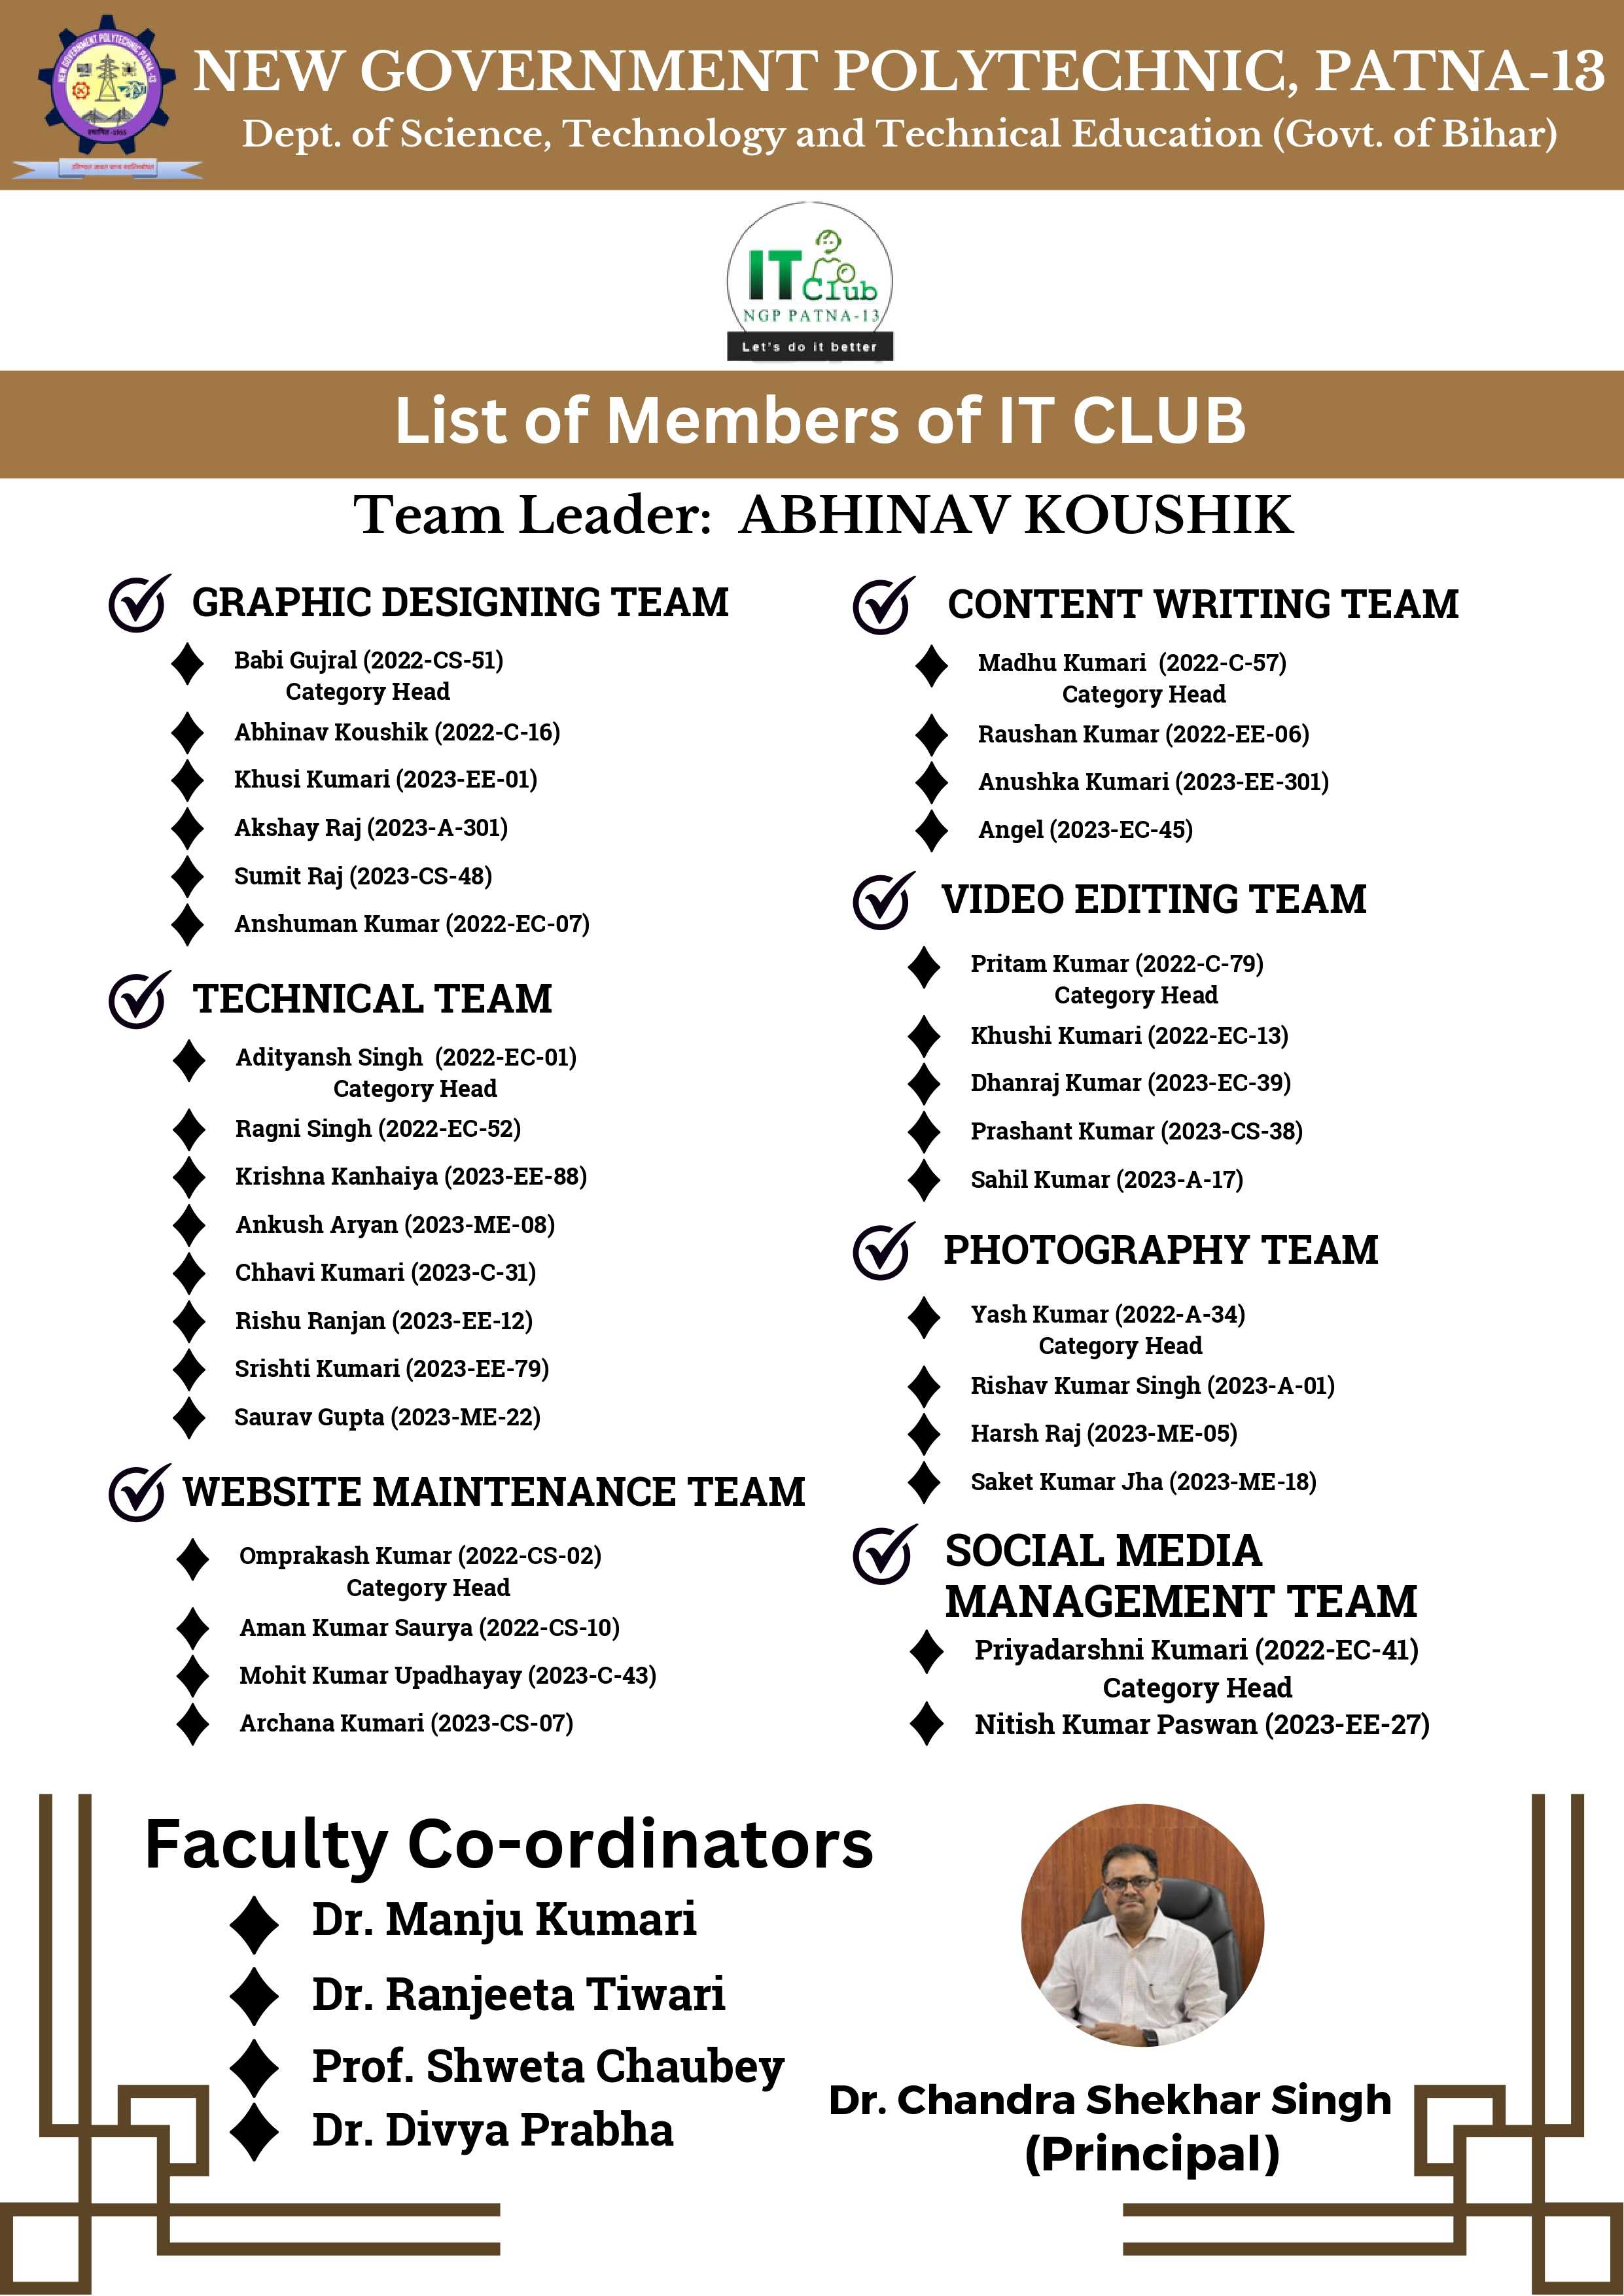 NEW GOVERNMENT POLYTECHNIC PATNA-13
स्थापित -1955
NEW GOVERNMENT POLYTECHNIC, PATNA-13
Dept. of Science, Technology and Technical Education (Govt. of Bihar)
IT Club
NGP PATNA-13
Let's do it better
List of Members of IT CLUB
Team Leader: ABHINAV KOUSHIK
GRAPHIC DESIGNING TEAM
Babi Gujral (2022-CS-51)
Category Head
Abhinav Koushik (2022-C-16)
Khusi Kumari (2023-EE-01)
Akshay Raj (2023-A-301)
Sumit Raj (2023-CS-48)
Anshuman Kumar (2022-EC-07)
TECHNICAL TEAM
Adityansh Singh (2022-EC-01)
Category Head
Ragni Singh (2022-EC-52)
Krishna Kanhaiya (2023-EE-88)
Ankush Aryan (2023-ME-08)
Chhavi Kumari (2023-C-31)
Rishu Ranjan (2023-EE-12)
Srishti Kumari (2023-EE-79)
Saurav Gupta (2023-ME-22)
WEBSITE MAINTENANCE TEAM
Omprakash Kumar (2022-CS-02)
Category Head
Aman Kumar Saurya (2022-CS-10)
Mohit Kumar Upadhayay (2023-C-43)
Archana Kumari (2023-CS-07)
CONTENT WRITING TEAM
Madhu Kumari (2022-C-57)
Category Head
Raushan Kumar (2022-EE-06)
Anushka Kumari (2023-EE-301)
Angel (2023-EC-45)
VIDEO EDITING TEAM
Pritam Kumar (2022-C-79)
Category Head
Khushi Kumari (2022-EC-13)
Dhanraj Kumar (2023-EC-39)
Prashant Kumar (2023-CS-38)
Sahil Kumar (2023-A-17)
PHOTOGRAPHY TEAM
Yash Kumar (2022-A-34)
Category Head
Rishav Kumar Singh (2023-A-01)
Harsh Raj (2023-ME-05)
Saket Kumar Jha (2023-ME-18)
SOCIAL MEDIA
MANAGEMENT TEAM
Priyadarshni Kumari (2022-EC-41)
Category Head
Nitish Kumar Paswan (2023-EE-27)
Faculty Co-ordinators
Dr. Manju Kumari
Dr. Ranjeeta Tiwari
Prof. Shweta Chaubey
Dr. Divya Prabha
Dr. Chandra Shekhar Singh
(Principal)